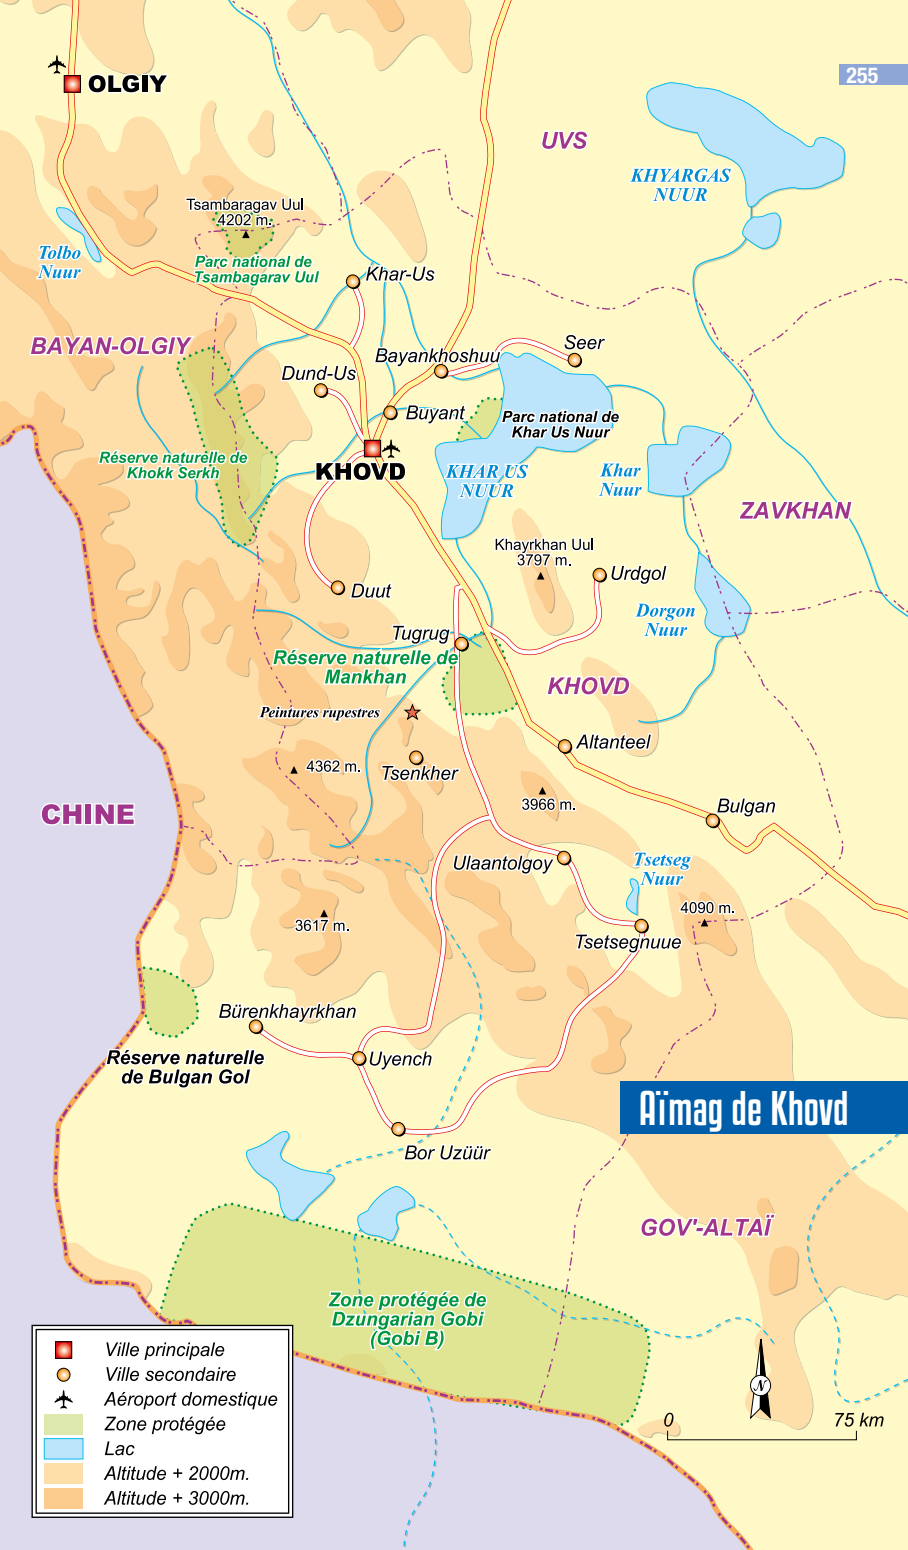 OLGIY
255
UVS
KHYARGAS
NUUR
Tsambaragav Uul
4202 m.
Tolbo
Nuur
Parc national de
Tsambagarav Uul
Khar-Us
BAYAN-OLGIY
Bayankhoshuu
Seer
Dund-Us
Buyant
Parc national de
Khar Us Nuur
Réserve naturelle de
Khokk Serkh
KHOVD
KHAR US
NUUR
Khar
Nuur
ZAVKHAN
Khayrkhan Uul
3797 m.
Urdgol
Duut
Dorgon
Nuur
Tugrug
Réserve naturelle de
Mankhan
KHOVD
Peintures rupestres
Altanteel
4362 m.
Tsenkher
3966 m.
Bulgan
CHINE
Ulaantolgoy
Tsetseg
Nuur
4090 m.
3617 m.
Tsetsegnuue
Bürenkhayrkhan
Réserve naturelle
de Bulgan Gol
Uyench
Aïmag de Khovd
Bor Uzüür
GOV'-ALTAÏ
Zone protégée de
Dzungarian Gobi
(Gobi B)
Ville principale
Ville secondaire
Aéroport domestique
Zone protégée
Lac
Altitude + 2000m.
Altitude + 3000m.
N
0 75 km